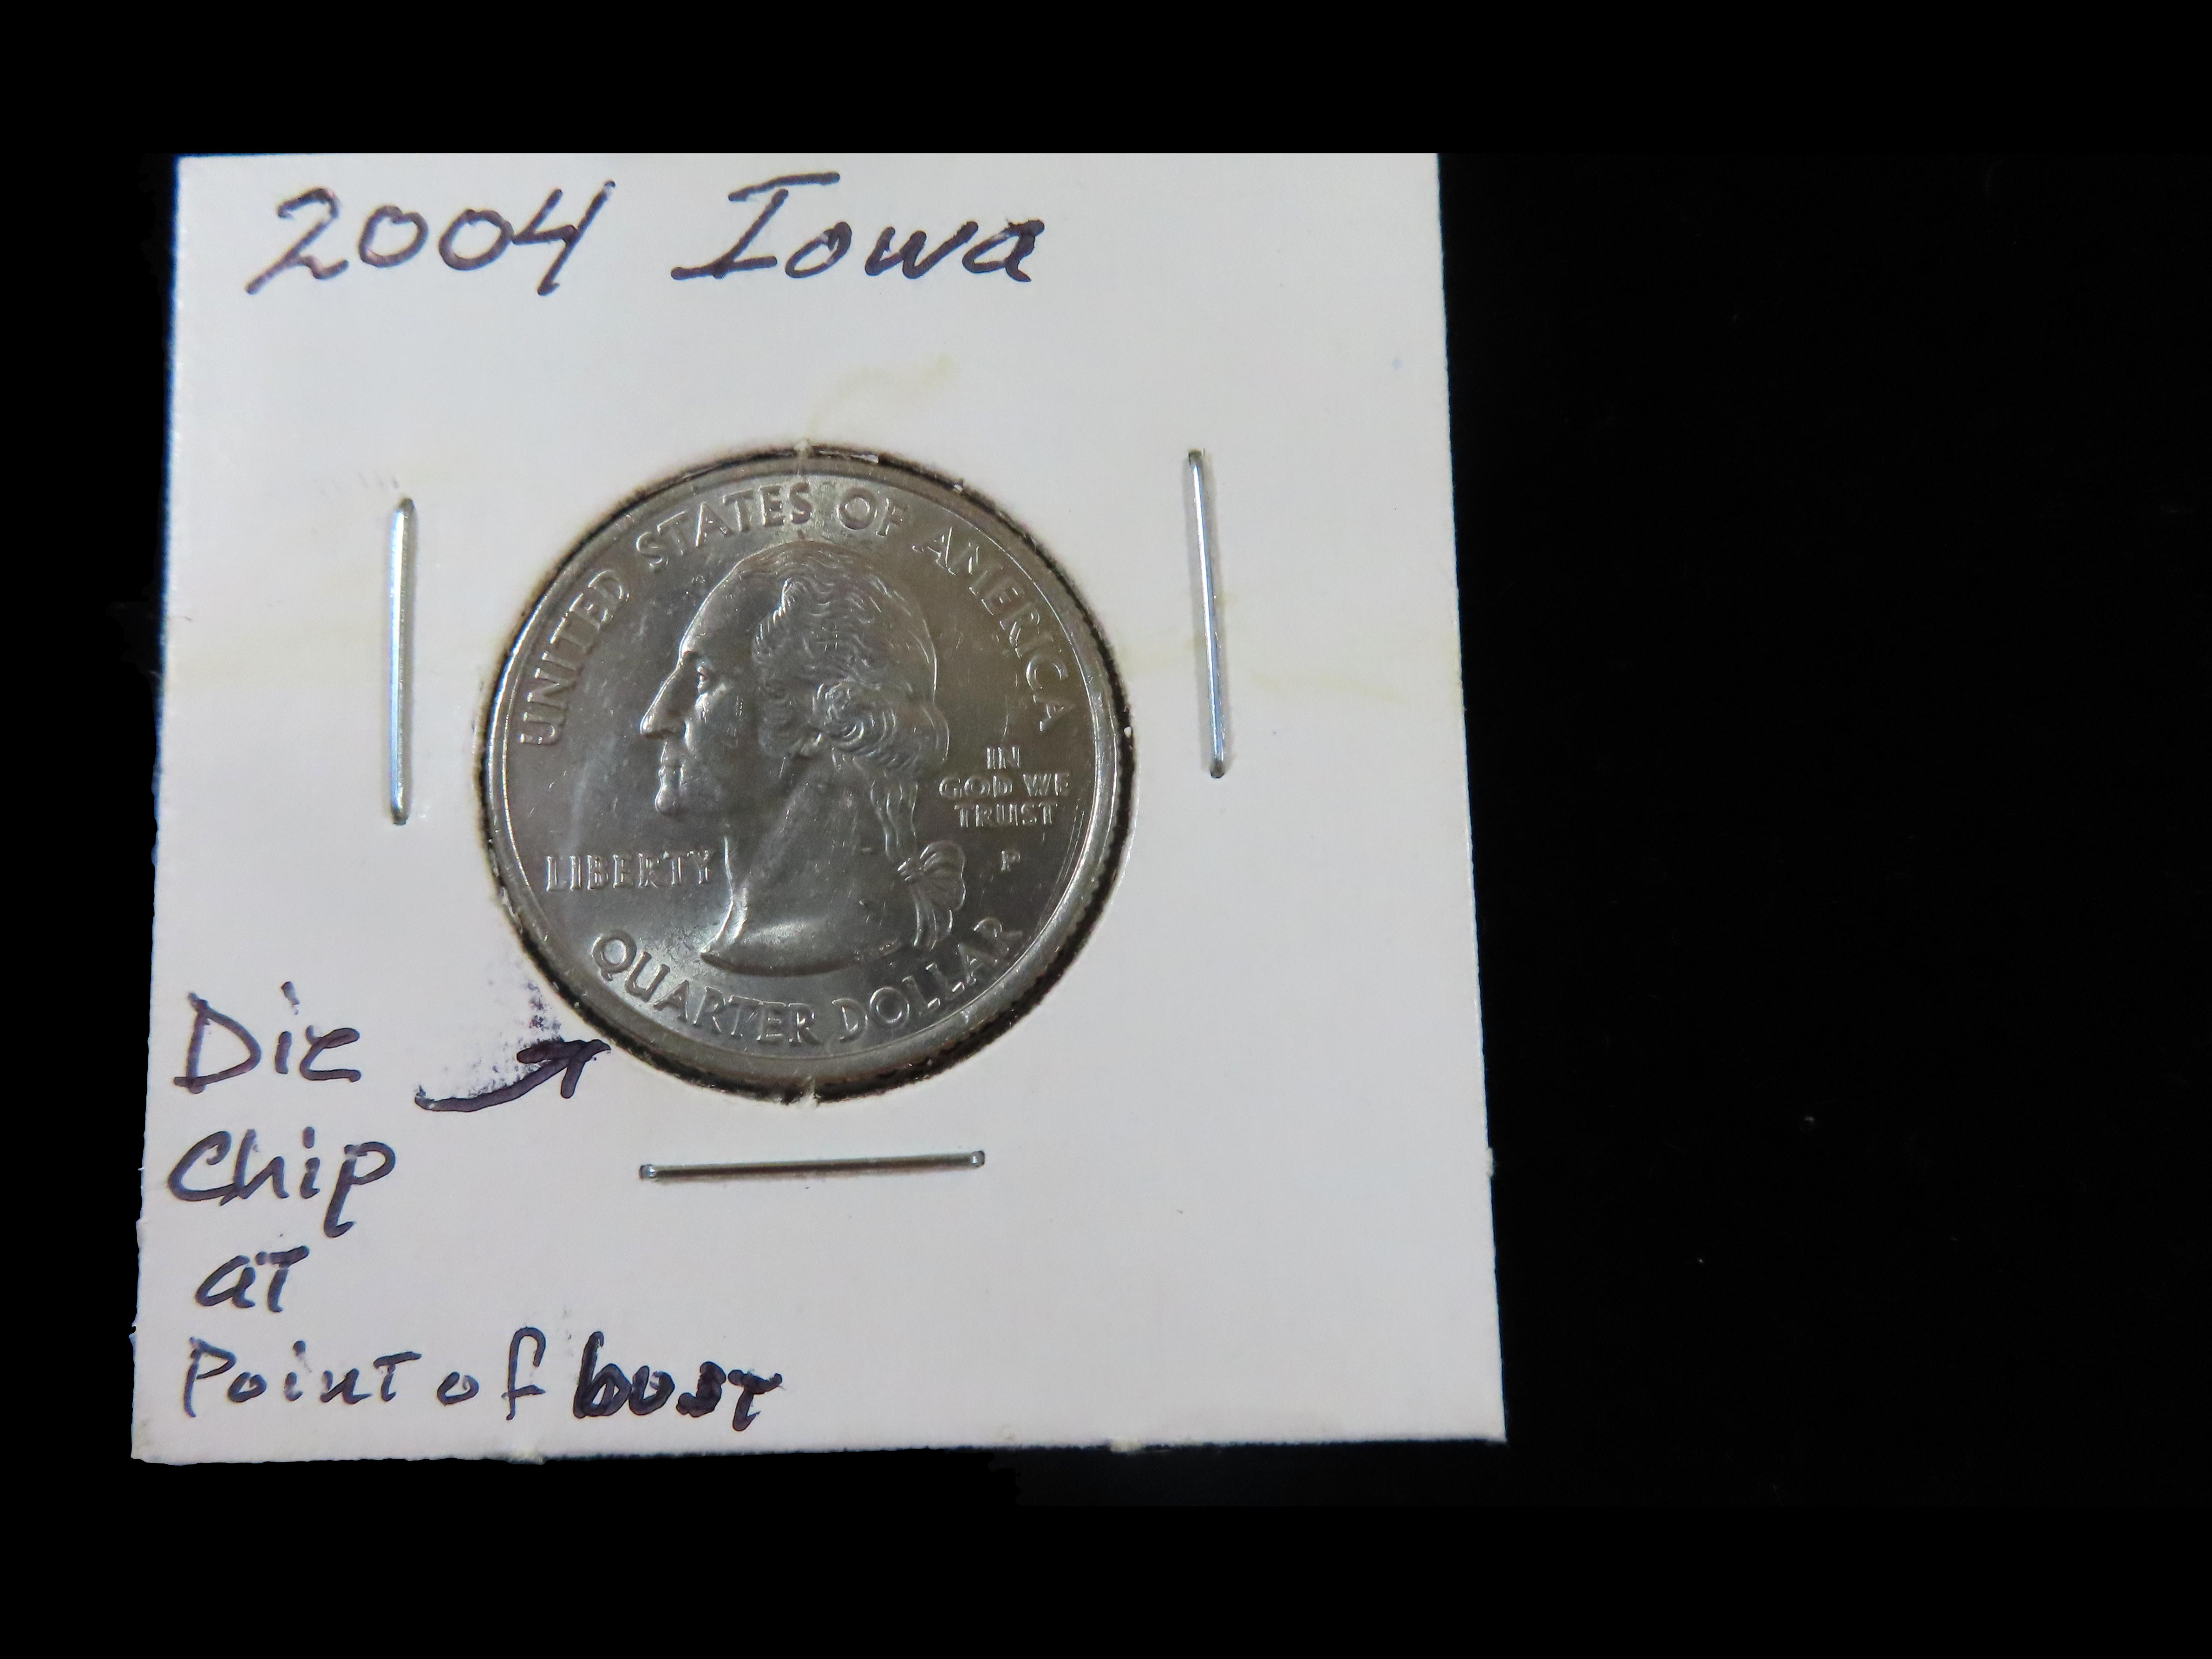 2004 Iowa
UNITED STATES OF AMERICA
IN
GOD WE
TRUST
P
LIBERTY
QUARTER DOLLAR
Die
Chip
at
Point of bust